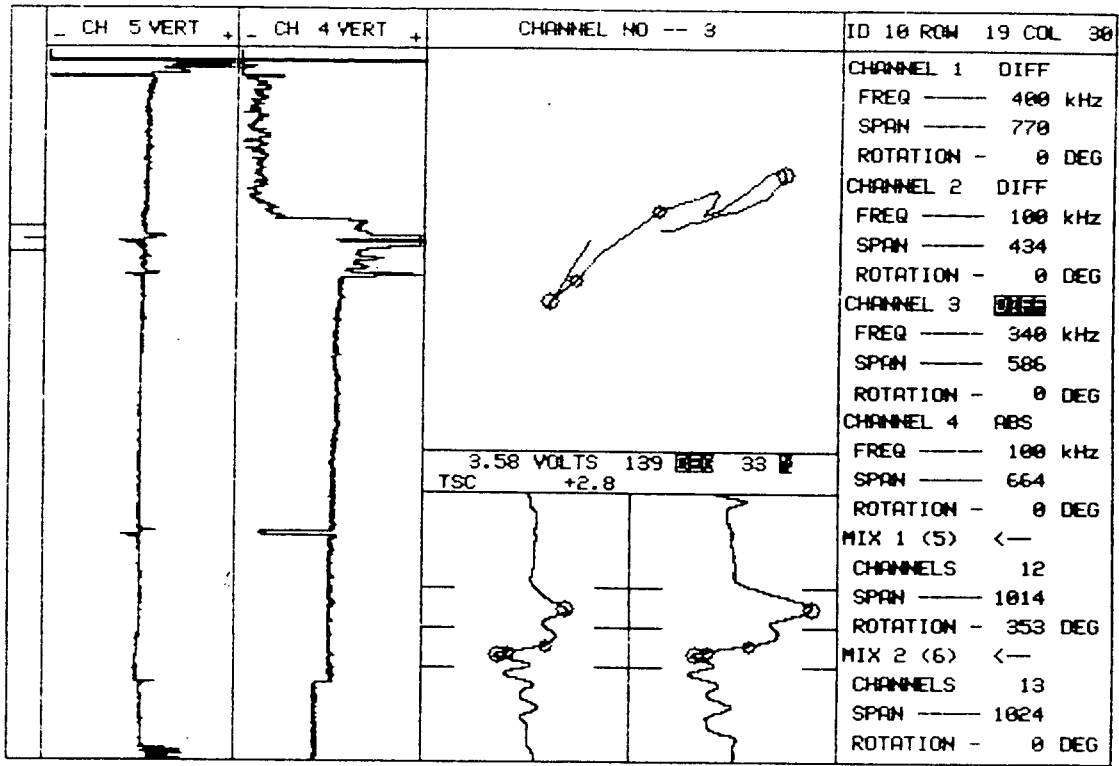 _ CH 5 VERT +
_ CH 4 VERT +
CHANNEL NO -- 3
ID 10 ROW 19 COL 30
CHANNEL 1 DIFF
FREQ ---- 400 kHz
SPAN ---- 770
ROTATION - 0 DEG
CHANNEL 2 DIFF
FREQ ---- 100 kHz
SPAN ---- 434
ROTATION - 0 DEG
CHANNEL 3 DIFF
FREQ ---- 340 kHz
SPAN ---- 586
ROTATION - 0 DEG
CHANNEL 4 ABS
FREQ ---- 100 kHz
SPAN ---- 664
ROTATION - 0 DEG
MIX 1 (5) <--
CHANNELS 12
SPAN ---- 1014
ROTATION - 353 DEG
MIX 2 (6) <--
CHANNELS 13
SPAN ---- 1024
ROTATION - 0 DEG
3.58 VOLTS 139 DEG 33
TSC +2.8